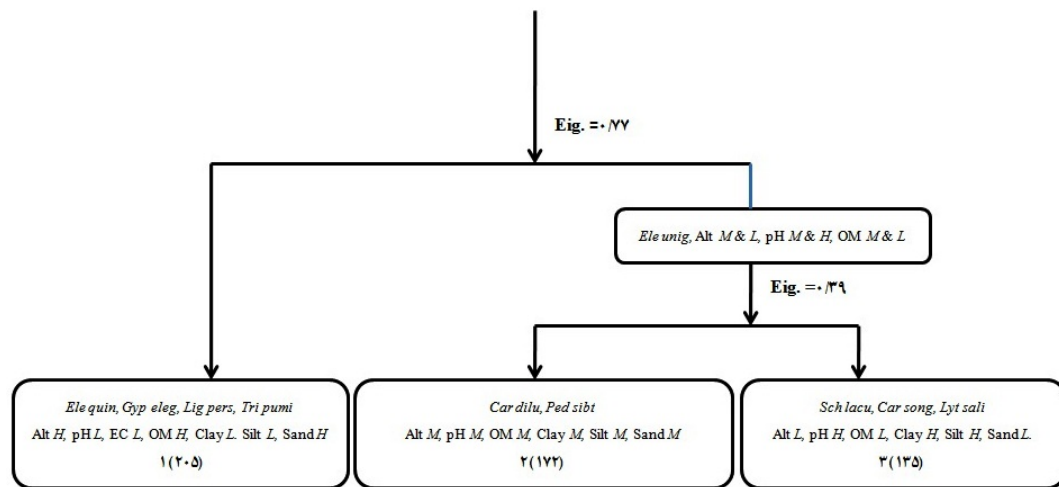 Eig. =۰/۷۷
Ele unig, Alt M & L, pH M & H, OM M & L
Eig. =۰/۳۹
Ele quin, Gyp eleg, Lig pers, Tri pumi
Alt H, pH L, EC L, OM H, Clay L. Silt L, Sand H
۱(۲۰۵)
Car dilu, Ped sibt
Alt M, pH M, OM M, Clay M, Silt M, Sand M
۲(۱۷۲)
Sch lacu, Car song, Lyt sali
Alt L, pH H, OM L, Clay H, Silt H, Sand L.
۳(۱۳۵)